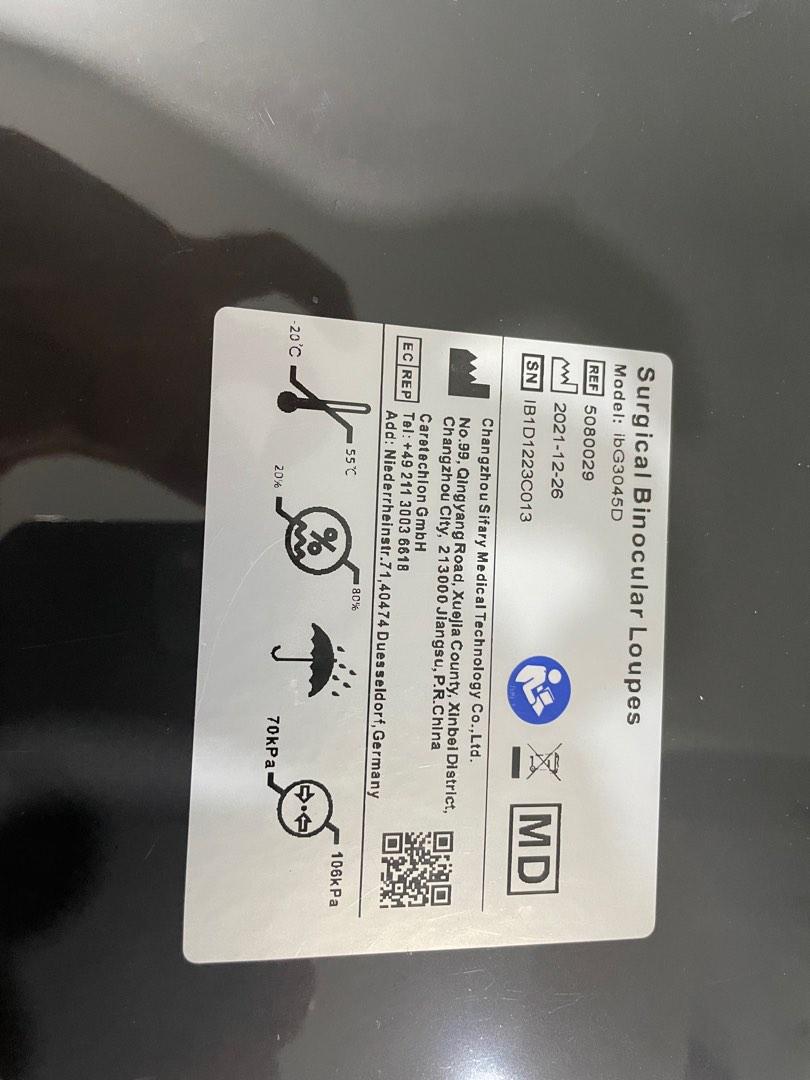 Surgical Binocular Loupes
Model: ibG3045D
REF 5080029
2021-12-26
SN IB1D1223C013
MD
Changzhou Sifary Medical Technology Co.,Ltd.
No.99, Qingyang Road, Xuejia County, Xinbei District,
Changzhou City, 213000 Jiangsu, P.R.China
EC REP
Caretechion GmbH
Tel: +49 211 3003 6618
Add: Niederrheinstr.71,40474 Duesseldorf,Germany
-20℃ 55℃
20% % 80%
70kPa 106kPa